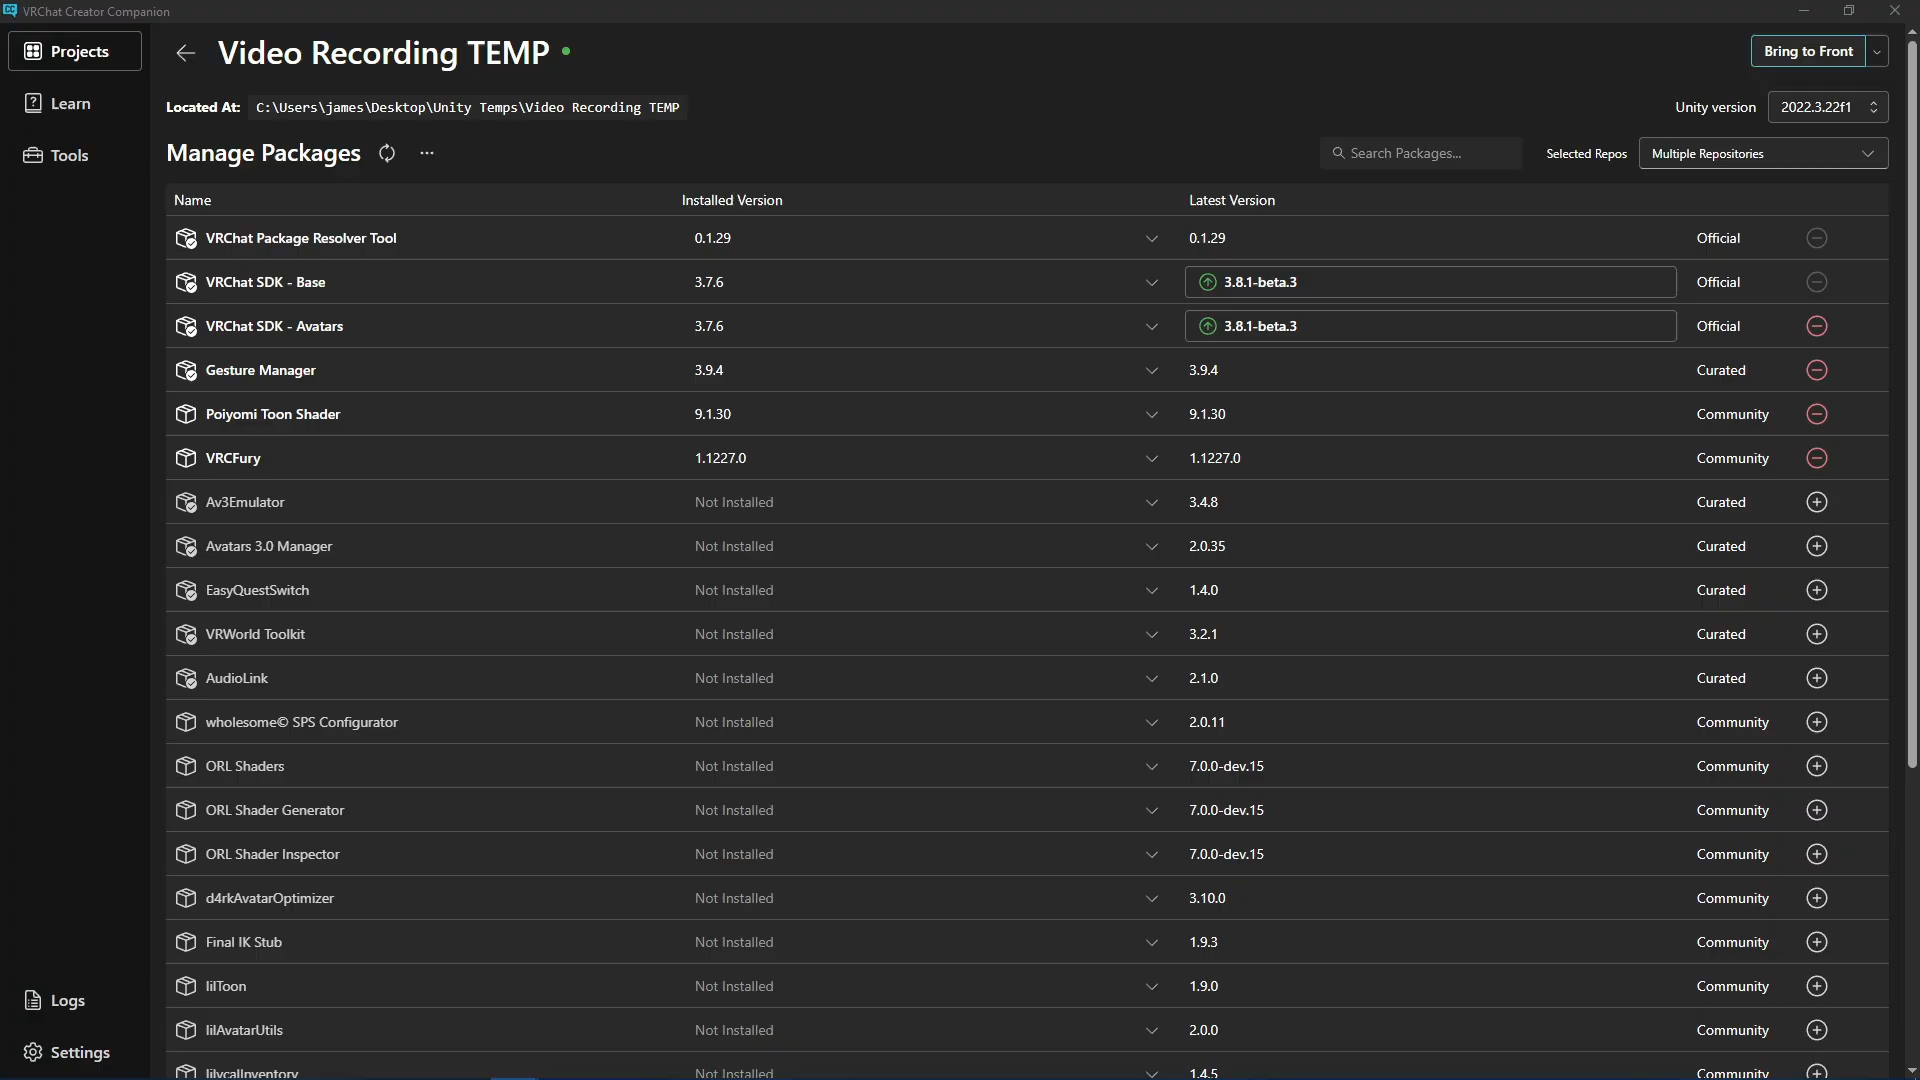 VRChat Creator Companion
Projects
Learn
Tools
Logs
Settings
Video Recording TEMP
Bring to Front
Located At: C:\Users\james\Desktop\Unity Temps\Video Recording TEMP
Unity version 2022.3.22f1
Manage Packages
Search Packages...
Selected Repos Multiple Repositories
Name Installed Version Latest Version
VRChat Package Resolver Tool 0.1.29 0.1.29 Official
VRChat SDK - Base 3.7.6 3.8.1-beta.3 Official
VRChat SDK - Avatars 3.7.6 3.8.1-beta.3 Official
Gesture Manager 3.9.4 3.9.4 Curated
Poiyomi Toon Shader 9.1.30 9.1.30 Community
VRCFury 1.1227.0 1.1227.0 Community
Av3Emulator Not Installed 3.4.8 Curated
Avatars 3.0 Manager Not Installed 2.0.35 Curated
EasyQuestSwitch Not Installed 1.4.0 Curated
VRWorld Toolkit Not Installed 3.2.1 Curated
AudioLink Not Installed 2.1.0 Curated
wholesome© SPS Configurator Not Installed 2.0.11 Community
ORL Shaders Not Installed 7.0.0-dev.15 Community
ORL Shader Generator Not Installed 7.0.0-dev.15 Community
ORL Shader Inspector Not Installed 7.0.0-dev.15 Community
d4rkAvatarOptimizer Not Installed 3.10.0 Community
Final IK Stub Not Installed 1.9.3 Community
lilToon Not Installed 1.9.0 Community
lilAvatarUtils Not Installed 2.0.0 Community
lilycalInventory Not Installed 1.4.5 Community